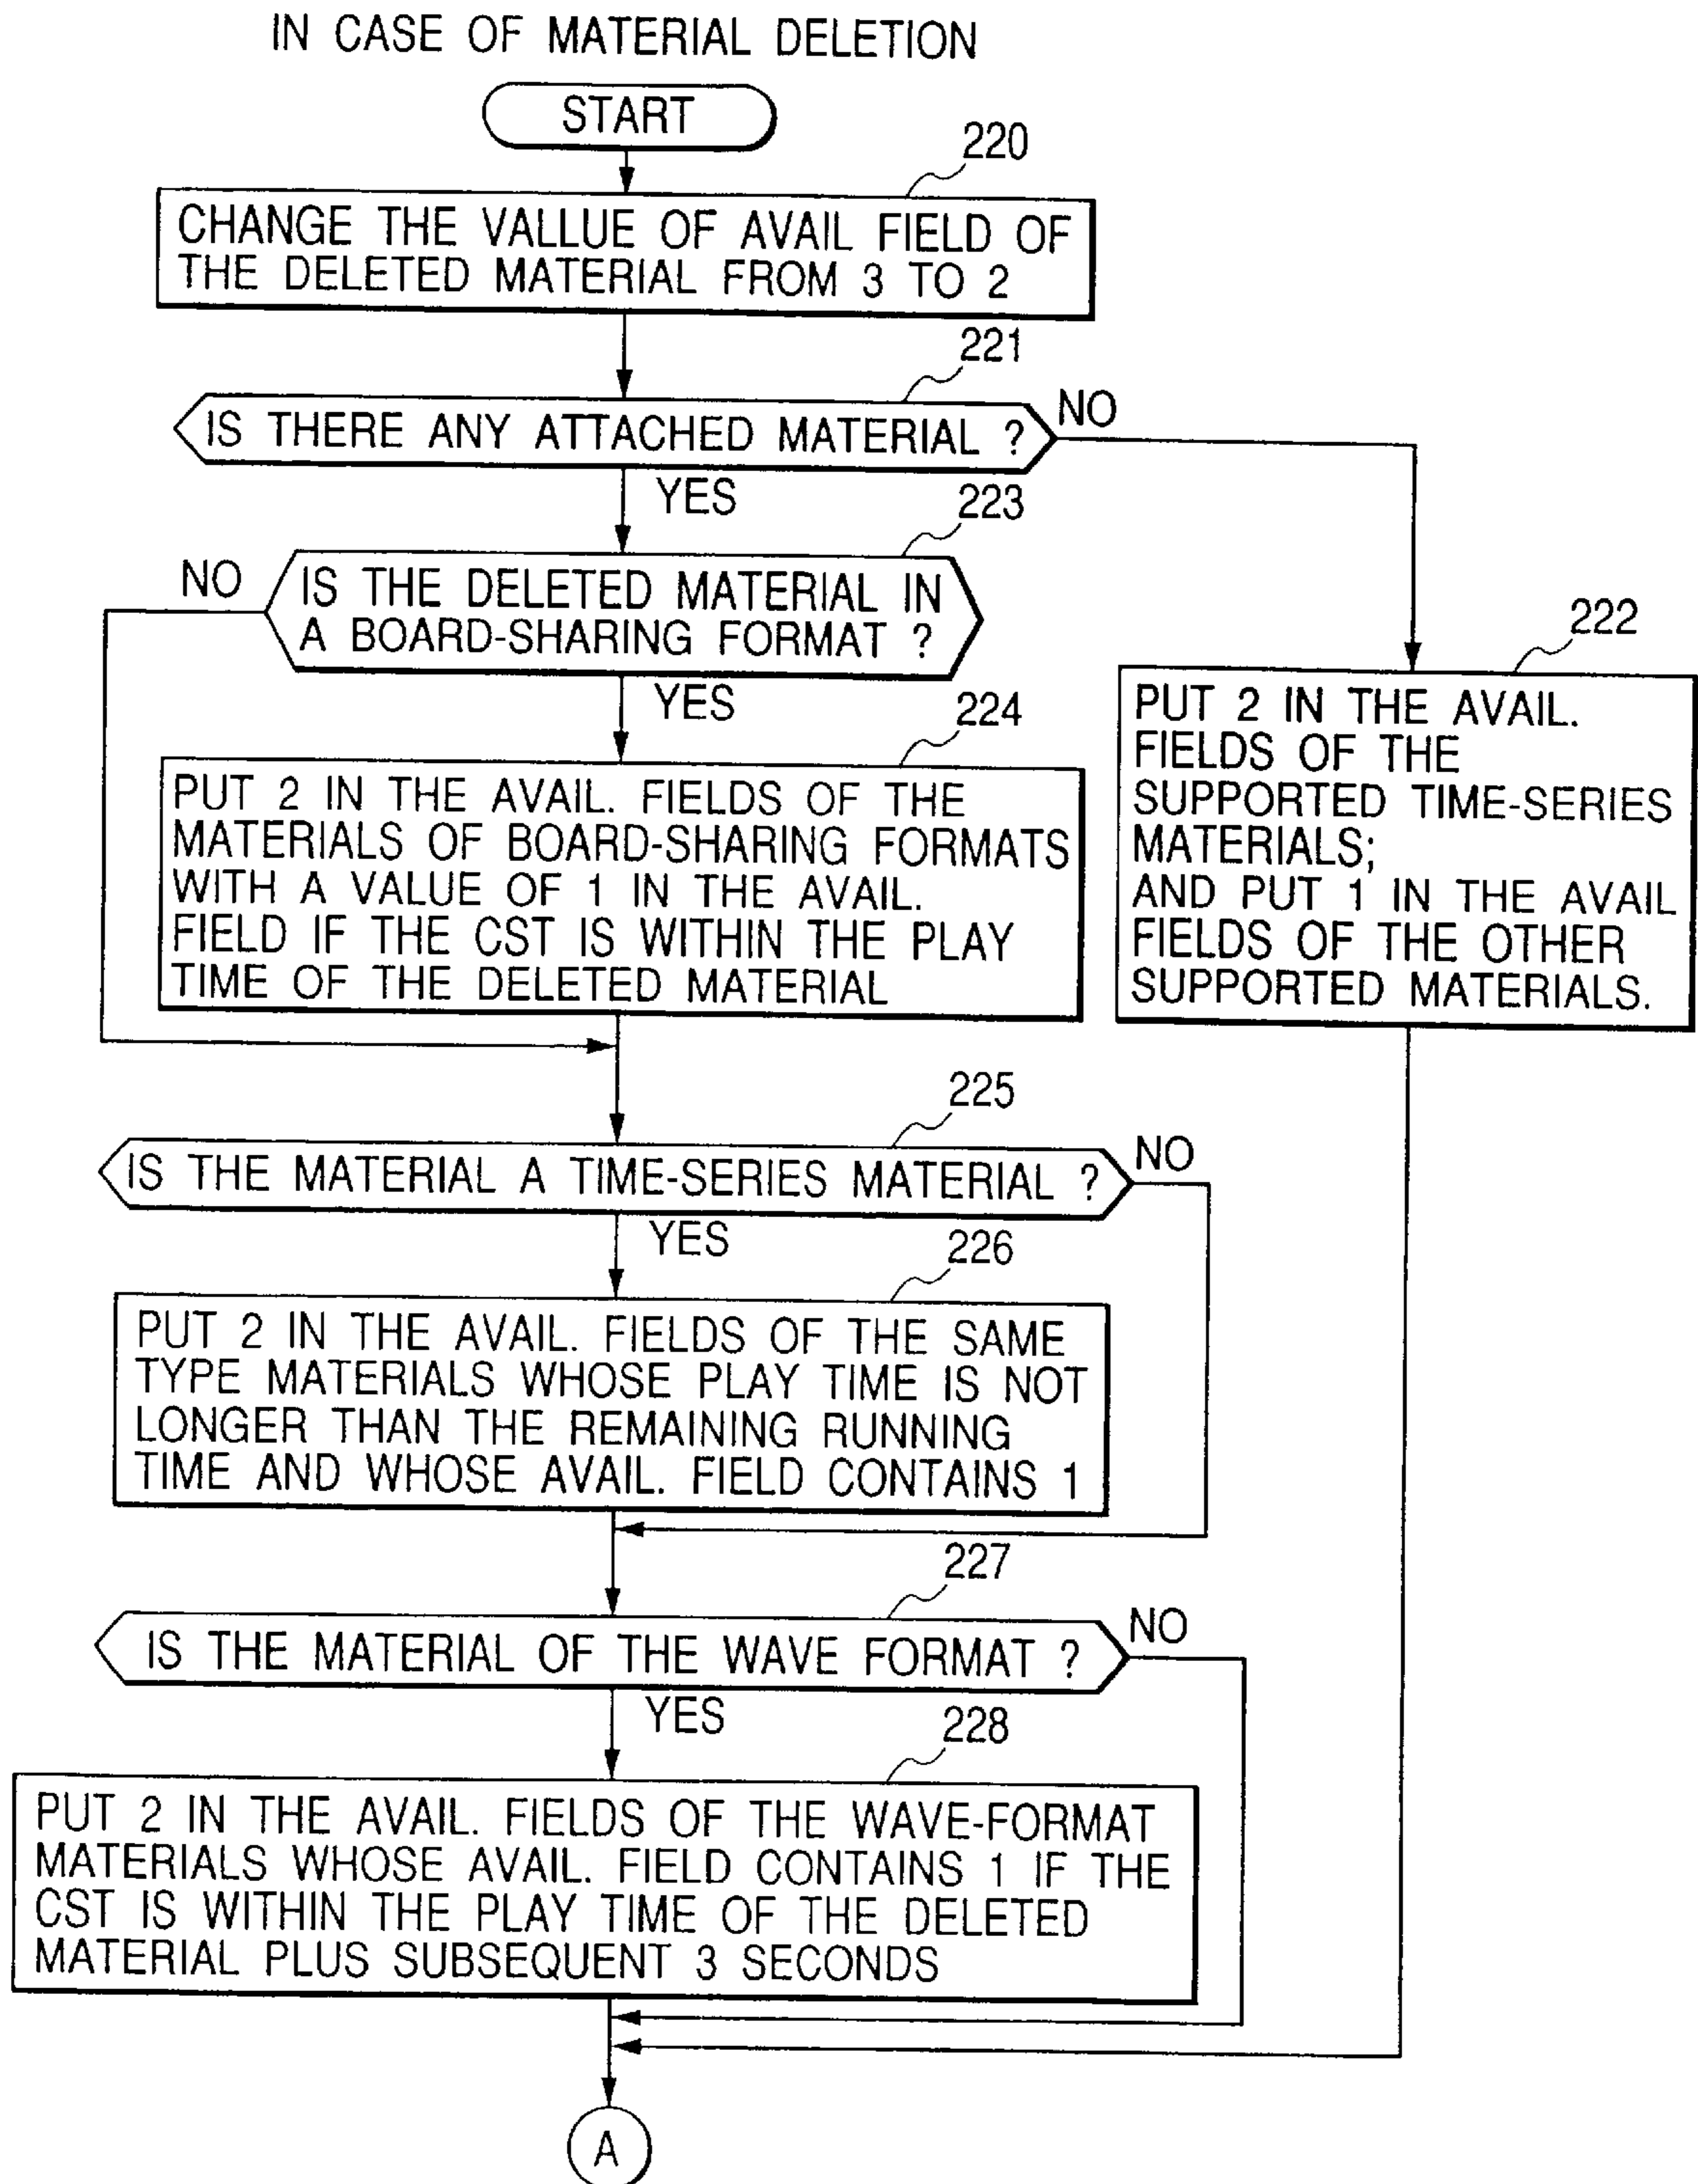 IN CASE OF MATERIAL DELETION
START
220
CHANGE THE VALLUE OF AVAIL FIELD OF
THE DELETED MATERIAL FROM 3 TO 2
221
IS THERE ANY ATTACHED MATERIAL ?
NO
YES
223
NO
IS THE DELETED MATERIAL IN
A BOARD-SHARING FORMAT ?
222
YES
224
PUT 2 IN THE AVAIL.
FIELDS OF THE
SUPPORTED TIME-SERIES
MATERIALS;
AND PUT 1 IN THE AVAIL
FIELDS OF THE OTHER
SUPPORTED MATERIALS.
PUT 2 IN THE AVAIL. FIELDS OF THE
MATERIALS OF BOARD-SHARING FORMATS
WITH A VALUE OF 1 IN THE AVAIL.
FIELD IF THE CST IS WITHIN THE PLAY
TIME OF THE DELETED MATERIAL
225
IS THE MATERIAL A TIME-SERIES MATERIAL ?
NO
YES
226
PUT 2 IN THE AVAIL. FIELDS OF THE SAME
TYPE MATERIALS WHOSE PLAY TIME IS NOT
LONGER THAN THE REMAINING RUNNING
TIME AND WHOSE AVAIL. FIELD CONTAINS 1
227
IS THE MATERIAL OF THE WAVE FORMAT ?
NO
YES
228
PUT 2 IN THE AVAIL. FIELDS OF THE WAVE-FORMAT
MATERIALS WHOSE AVAIL. FIELD CONTAINS 1 IF THE
CST IS WITHIN THE PLAY TIME OF THE DELETED
MATERIAL PLUS SUBSEQUENT 3 SECONDS
A